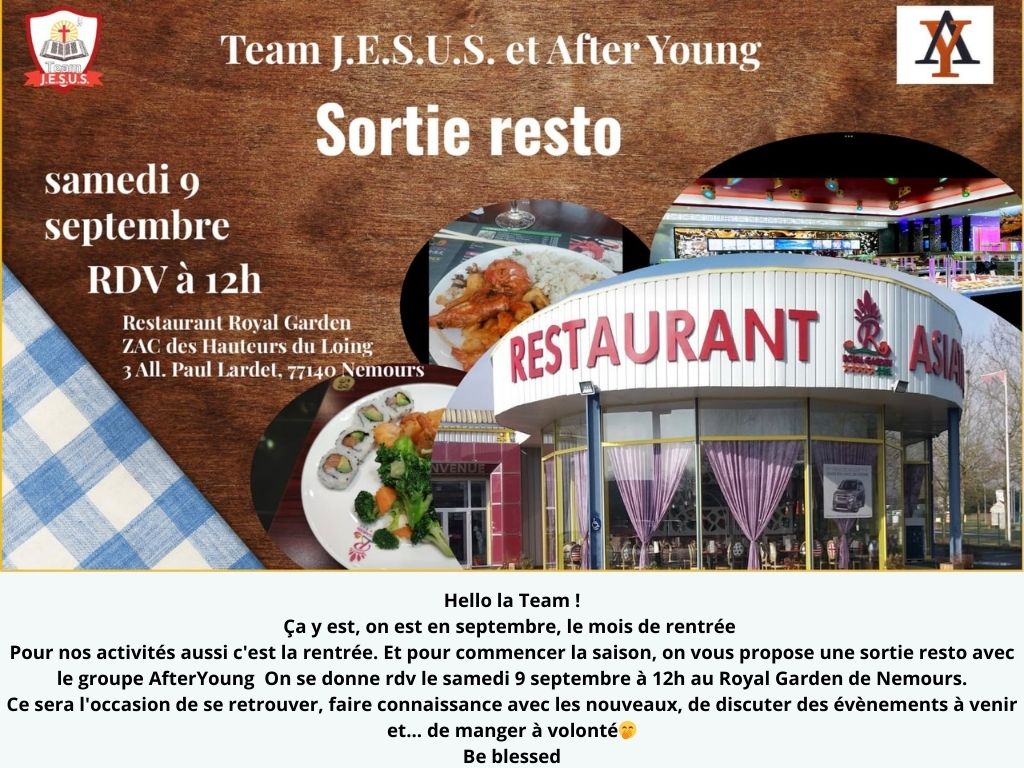 Team
J.E.S.U.S.
Team J.E.S.U.S. et After Young
AY
Sortie resto
samedi 9
septembre
RDV à 12h
Restaurant Royal Garden
ZAC des Hauteurs du Loing
3 All. Paul Lardet, 77140 Nemours
RESTAURANT
R
ASIA
NVENUE
Hello la Team !
Ça y est, on est en septembre, le mois de rentrée
Pour nos activités aussi c'est la rentrée. Et pour commencer la saison, on vous propose une sortie resto avec
le groupe AfterYoung On se donne rdv le samedi 9 septembre à 12h au Royal Garden de Nemours.
Ce sera l'occasion de se retrouver, faire connaissance avec les nouveaux, de discuter des évènements à venir
et... de manger à volonté🤭
Be blessed